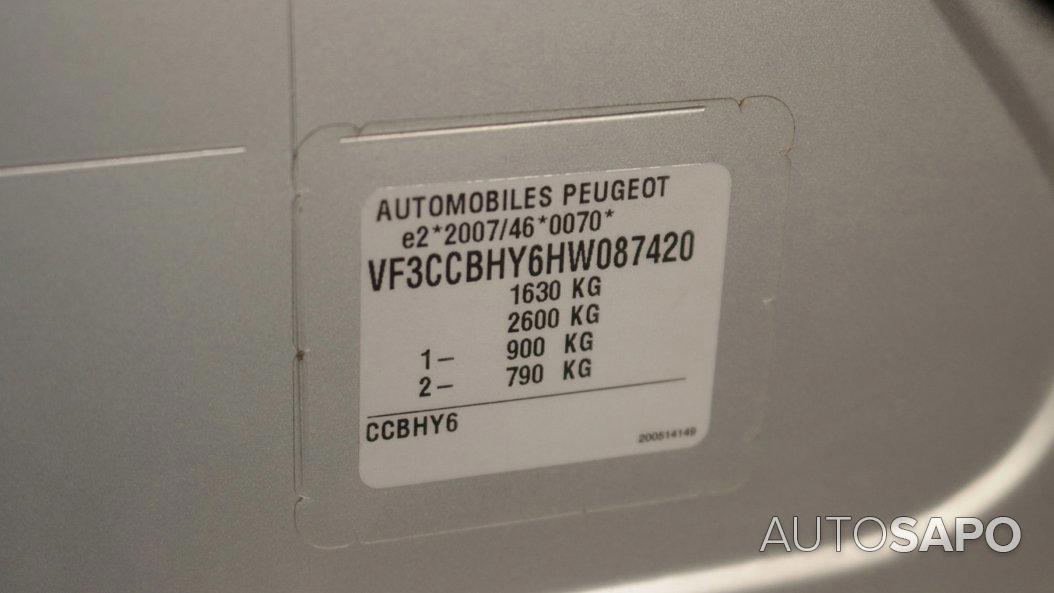 AUTOMOBILES PEUGEOT
e2*2007/46*0070*
VF3CCBHY6HW087420
1630 KG
2600 KG
1- 900 KG
2- 790 KG
CCBHY6
200514149
AUTOSAPO